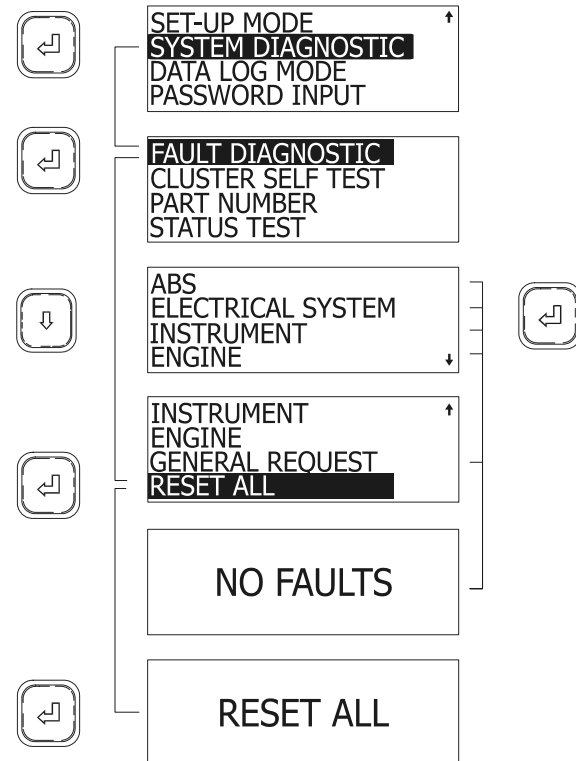 SET-UP MODE
SYSTEM DIAGNOSTIC
DATA LOG MODE
PASSWORD INPUT
FAULT DIAGNOSTIC
CLUSTER SELF TEST
PART NUMBER
STATUS TEST
ABS
ELECTRICAL SYSTEM
INSTRUMENT
ENGINE
INSTRUMENT
ENGINE
GENERAL REQUEST
RESET ALL
NO FAULTS
RESET ALL